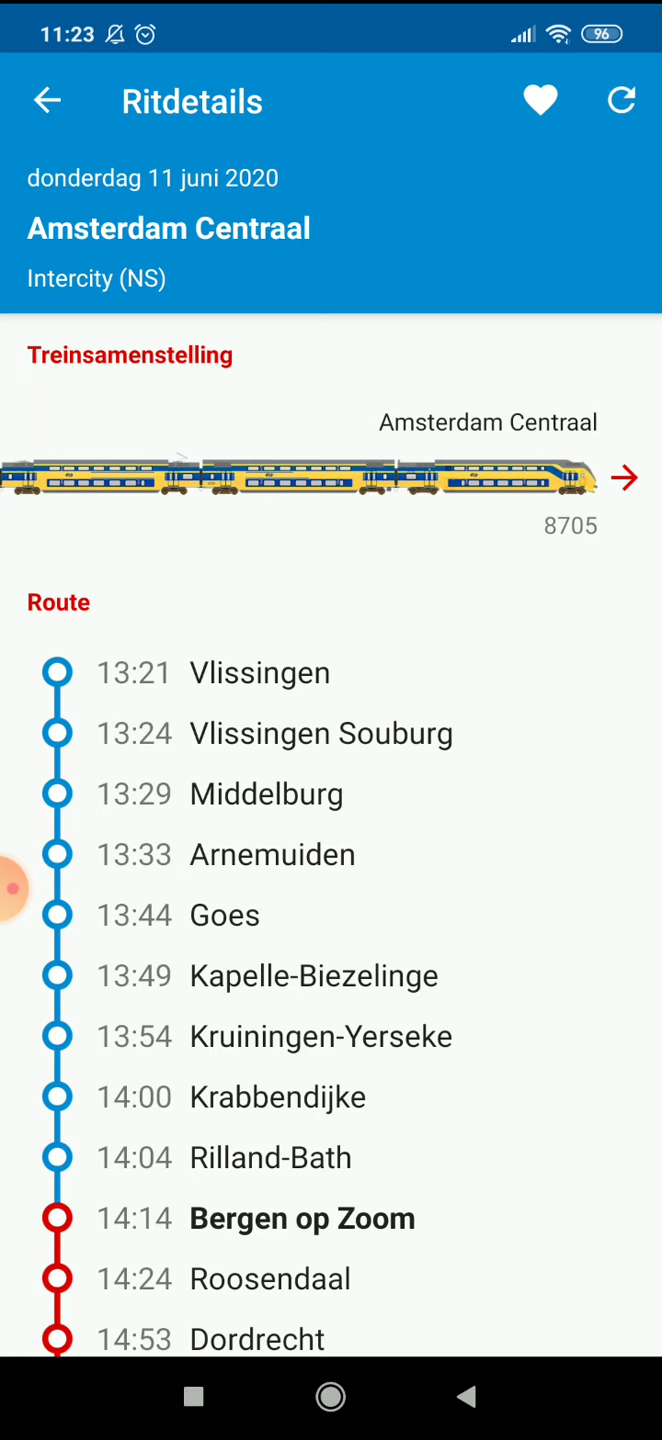 11:23 96
Ritdetails
donderdag 11 juni 2020
Amsterdam Centraal
Intercity (NS)
Treinsamenstelling
Amsterdam Centraal
8705
Route
13:21 Vlissingen
13:24 Vlissingen Souburg
13:29 Middelburg
13:33 Arnemuiden
13:44 Goes
13:49 Kapelle-Biezelinge
13:54 Kruiningen-Yerseke
14:00 Krabbendijke
14:04 Rilland-Bath
14:14 Bergen op Zoom
14:24 Roosendaal
14:53 Dordrecht